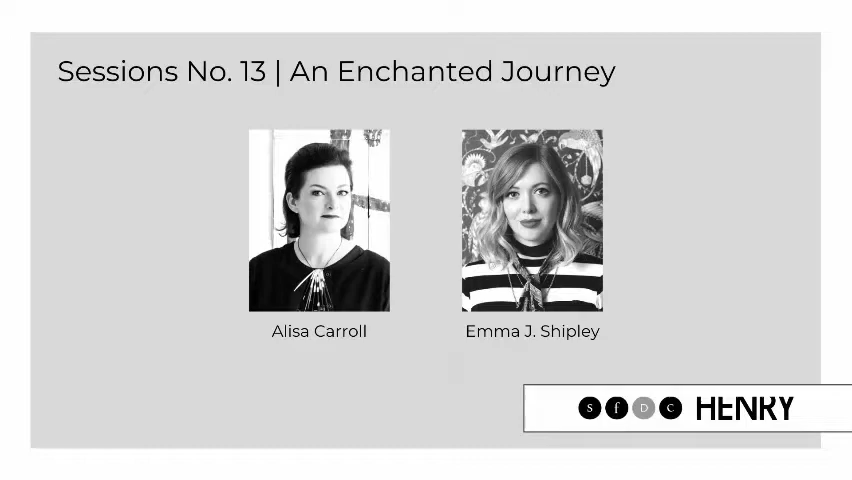 Sessions No. 13 | An Enchanted Journey
Alisa Carroll
Emma J. Shipley
S f D C HENRY